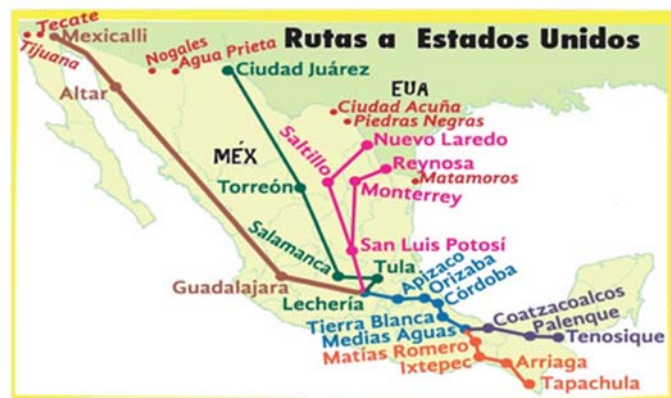 Rutas a Estados Unidos
Tecate
Mexicalli
Tijuana
Nogales
Agua Prieta
Ciudad Juárez
EUA
Altar
Ciudad Acuña
Piedras Negras
Saltillo
Nuevo Laredo
MÉX
Reynosa
Matamoros
Torreón
Monterrey
San Luis Potosí
Salamanca
Tula
Guadalajara
Apizaco
Orizaba
Lechería
Córdoba
Tierra Blanca
Coatzacoalcos
Medias Aguas
Palenque
Tenosique
Matías Romero
Ixtepec
Arriaga
Tapachula